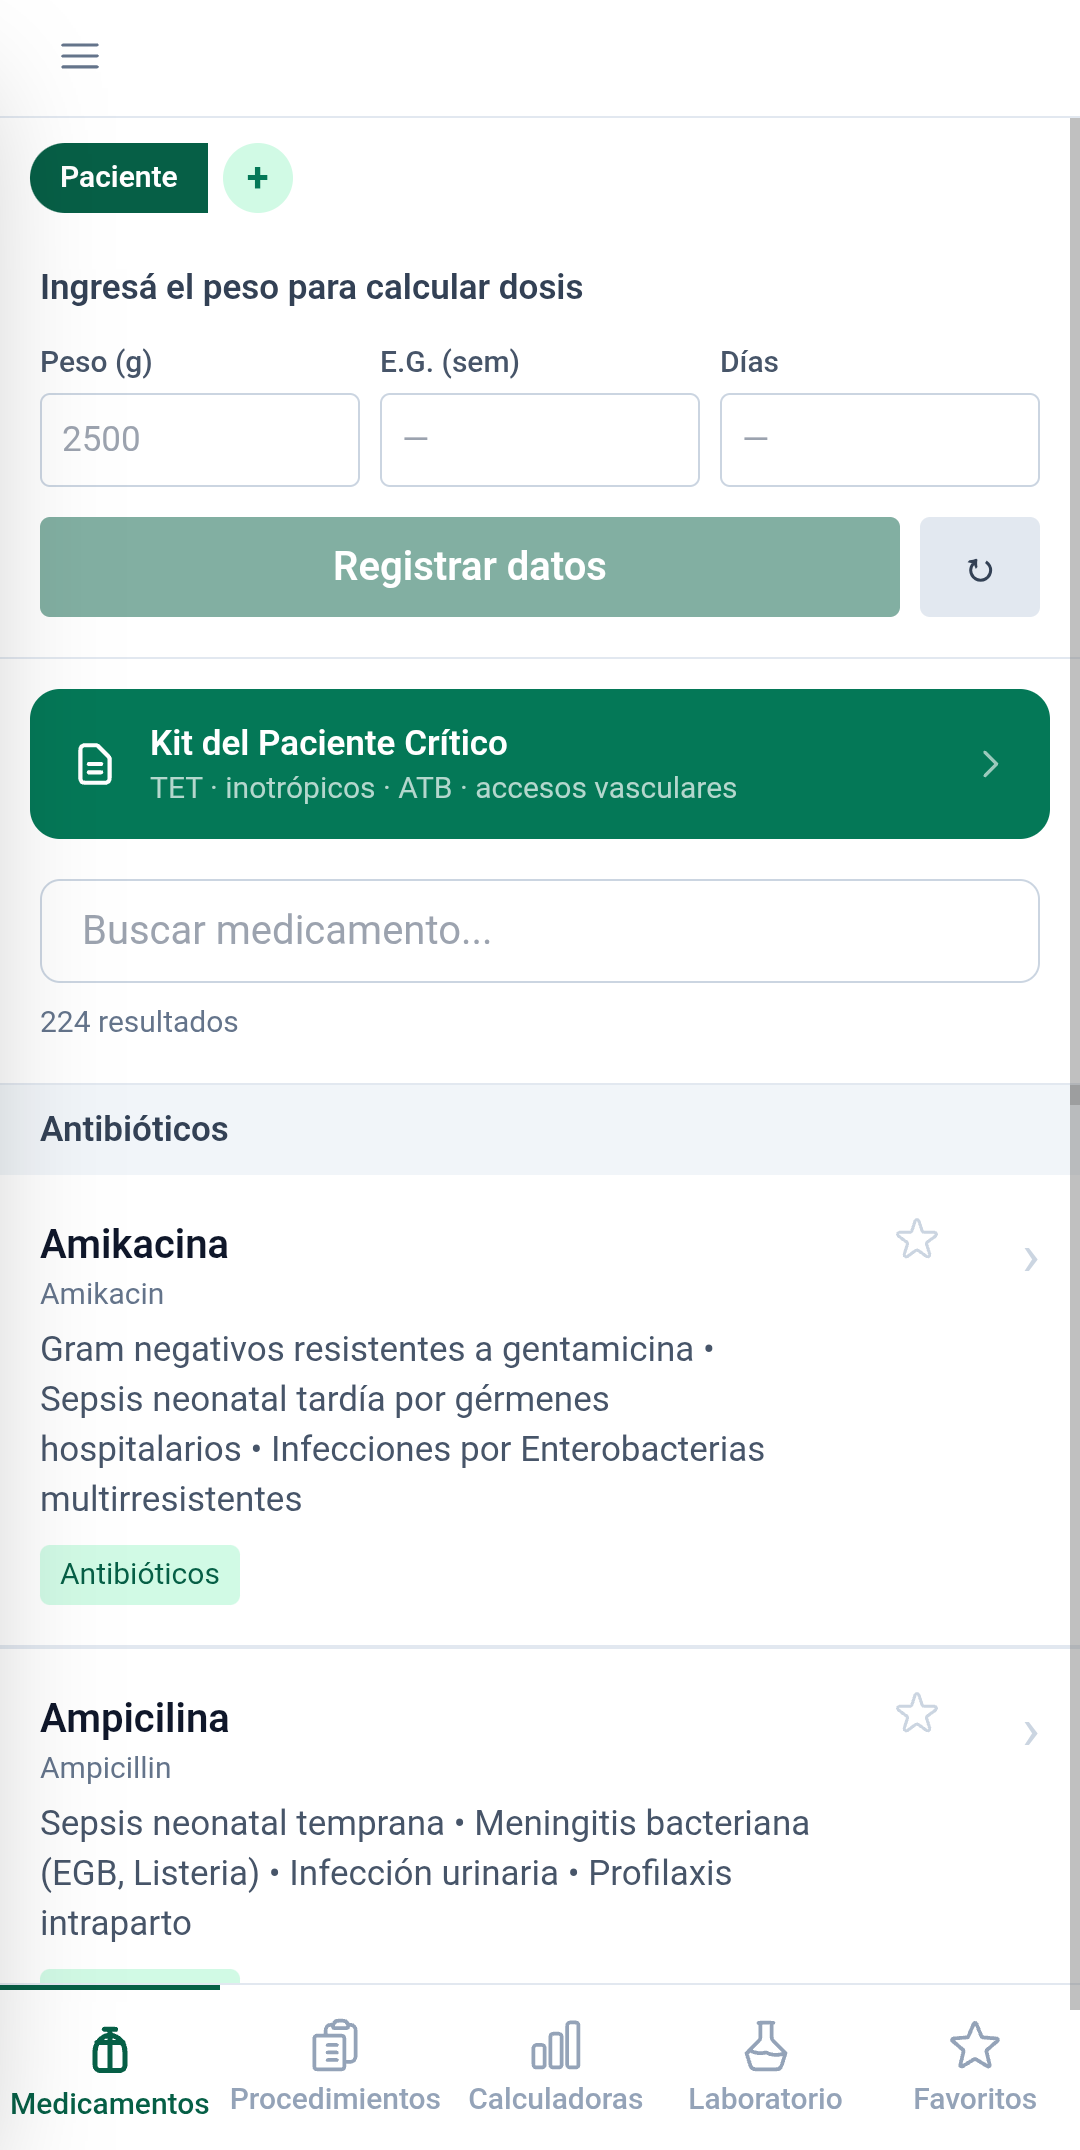 Paciente +
Ingresá el peso para calcular dosis
Peso (g) E.G. (sem) Días
2500 — —
Registrar datos ↻
Kit del Paciente Crítico
TET · inotrópicos · ATB · accesos vasculares
Buscar medicamento...
224 resultados
Antibióticos
Amikacina
Amikacin
Gram negativos resistentes a gentamicina •
Sepsis neonatal tardía por gérmenes
hospitalarios • Infecciones por Enterobacterias
multirresistentes
Antibióticos
Ampicilina
Ampicillin
Sepsis neonatal temprana • Meningitis bacteriana
(EGB, Listeria) • Infección urinaria • Profilaxis
intraparto
Medicamentos Procedimientos Calculadoras Laboratorio Favoritos